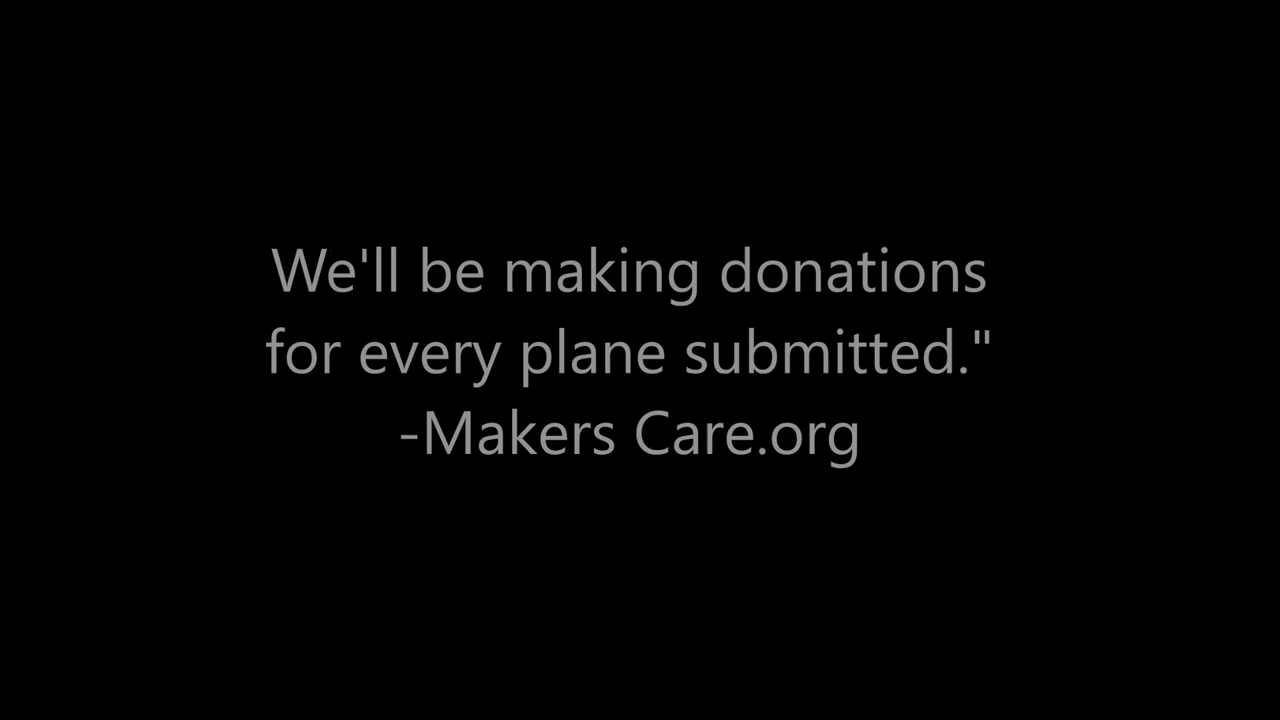 We'll be making donations
for every plane submitted."
-Makers Care.org